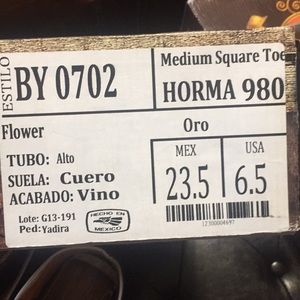 ESTILO
BY 0702
Medium Square Toe
HORMA 980
Flower
Oro
TUBO: Alto
SUELA: Cuero
ACABADO: Vino
MEX
USA
23.5
6.5
Lote: G13-191
Ped: Yadira
HECHO EN
MEXICO
12300004697